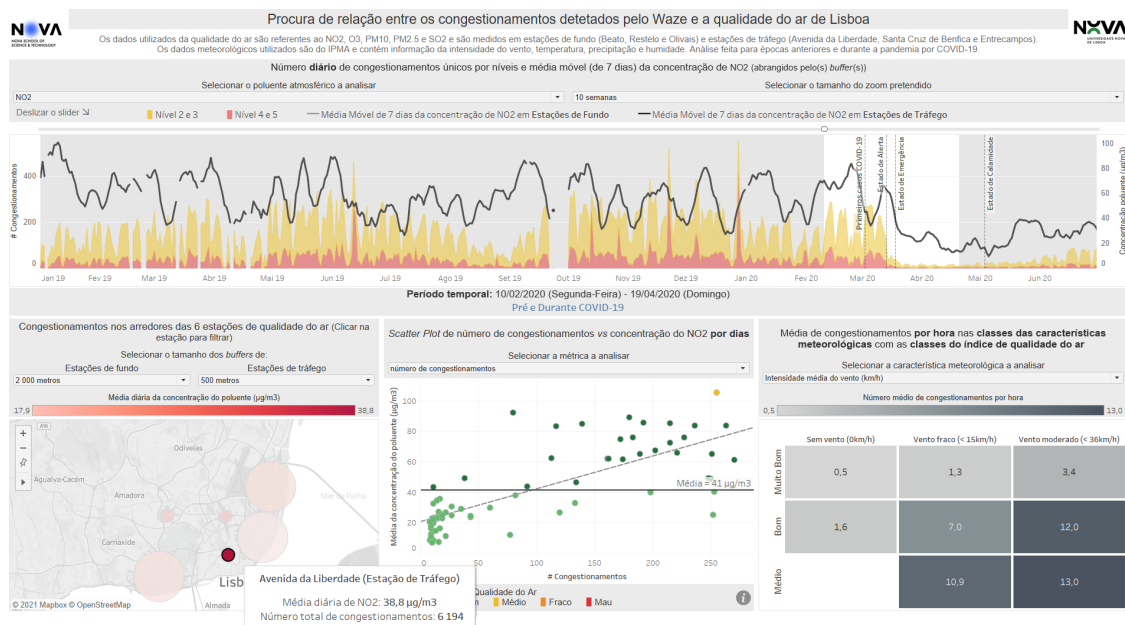 NOVA
NOVA SCHOOL OF
SCIENCE & TECHNOLOGY
Procura de relação entre os congestionamentos detetados pelo Waze e a qualidade do ar de Lisboa
NOVA
UNIVERSIDADE NOVA
DE LISBOA
Os dados utilizados da qualidade do ar são referentes ao NO2, O3, PM10, PM2.5 e SO2 e são medidos em estações de fundo (Beato, Restelo e Olivais) e estações de tráfego (Avenida da Liberdade, Santa Cruz de Benfica e Entrecampos).
Os dados meteorológicos utilizados são do IPMA e contém informação da intensidade do vento, temperatura, precipitação e humidade. Análise feita para épocas anteriores e durante a pandemia por COVID-19.
Número diário de congestionamentos únicos por níveis e média móvel (de 7 dias) da concentração de NO2 (abrangidos pelo(s) buffer(s))
Selecionar o poluente atmosférico a analisar
Selecionar o tamanho do zoom pretendido
NO2
10 semanas
Deslizar o slider
Nível 2 e 3
Nível 4 e 5
Média Móvel de 7 dias da concentração de NO2 em Estações de Fundo
Média Móvel de 7 dias da concentração de NO2 em Estações de Tráfego
# Congestionamentos
400
200
0
Primeiros casos COVID-19
Estado de Alerta
Estado de Emergência
Estado de Calamidade
100
80
60
40
20
0
Concentração poluente (µg/m3)
Jan 19 Fev 19 Mar 19 Abr 19 Mai 19 Jun 19 Jul 19 Ago 19 Set 19 Out 19 Nov 19 Dez 19 Jan 20 Fev 20 Mar 20 Abr 20 Mai 20 Jun 20
Período temporal: 10/02/2020 (Segunda-Feira) - 19/04/2020 (Domingo)
Pré e Durante COVID-19
Congestionamentos nos arredores das 6 estações de qualidade do ar (Clicar na
estação para filtrar)
Selecionar o tamanho dos buffers de:
Estações de fundo
Estações de tráfego
2 000 metros
500 metros
Média diária da concentração do poluente (µg/m3)
17,9
38,8
Odivelas
Agualva-Cacém
Amadora
Mar da Palha
Carnaxide
Lisb
Almada
© 2021 Mapbox © OpenStreetMap
Avenida da Liberdade (Estação de Tráfego)
Média diária de NO2: 38,8 µg/m3
Número total de congestionamentos: 6 194
Scatter Plot de número de congestionamentos vs concentração do NO2 por dias
Selecionar a métrica a analisar
número de congestionamentos
Média da concentração do poluente (µg/m3)
100
80
60
40
20
0
Média = 41 µg/m3
0 50 100 150 200 250
# Congestionamentos
Qualidade do Ar
m
Médio
Fraco
Mau
Média de congestionamentos por hora nas classes das características
meteorológicas com as classes do índice de qualidade do ar
Selecionar a característica meteorológica a analisar
Intensidade média do vento (km/h)
Número médio de congestionamentos por hora
0,5
13,0
Sem vento (0km/h) Vento fraco (< 15km/h) Vento moderado (< 36km/h)
Muito Bom
0,5 1,3 3,4
Bom
1,6 7,0 12,0
Médio
10,9 13,0